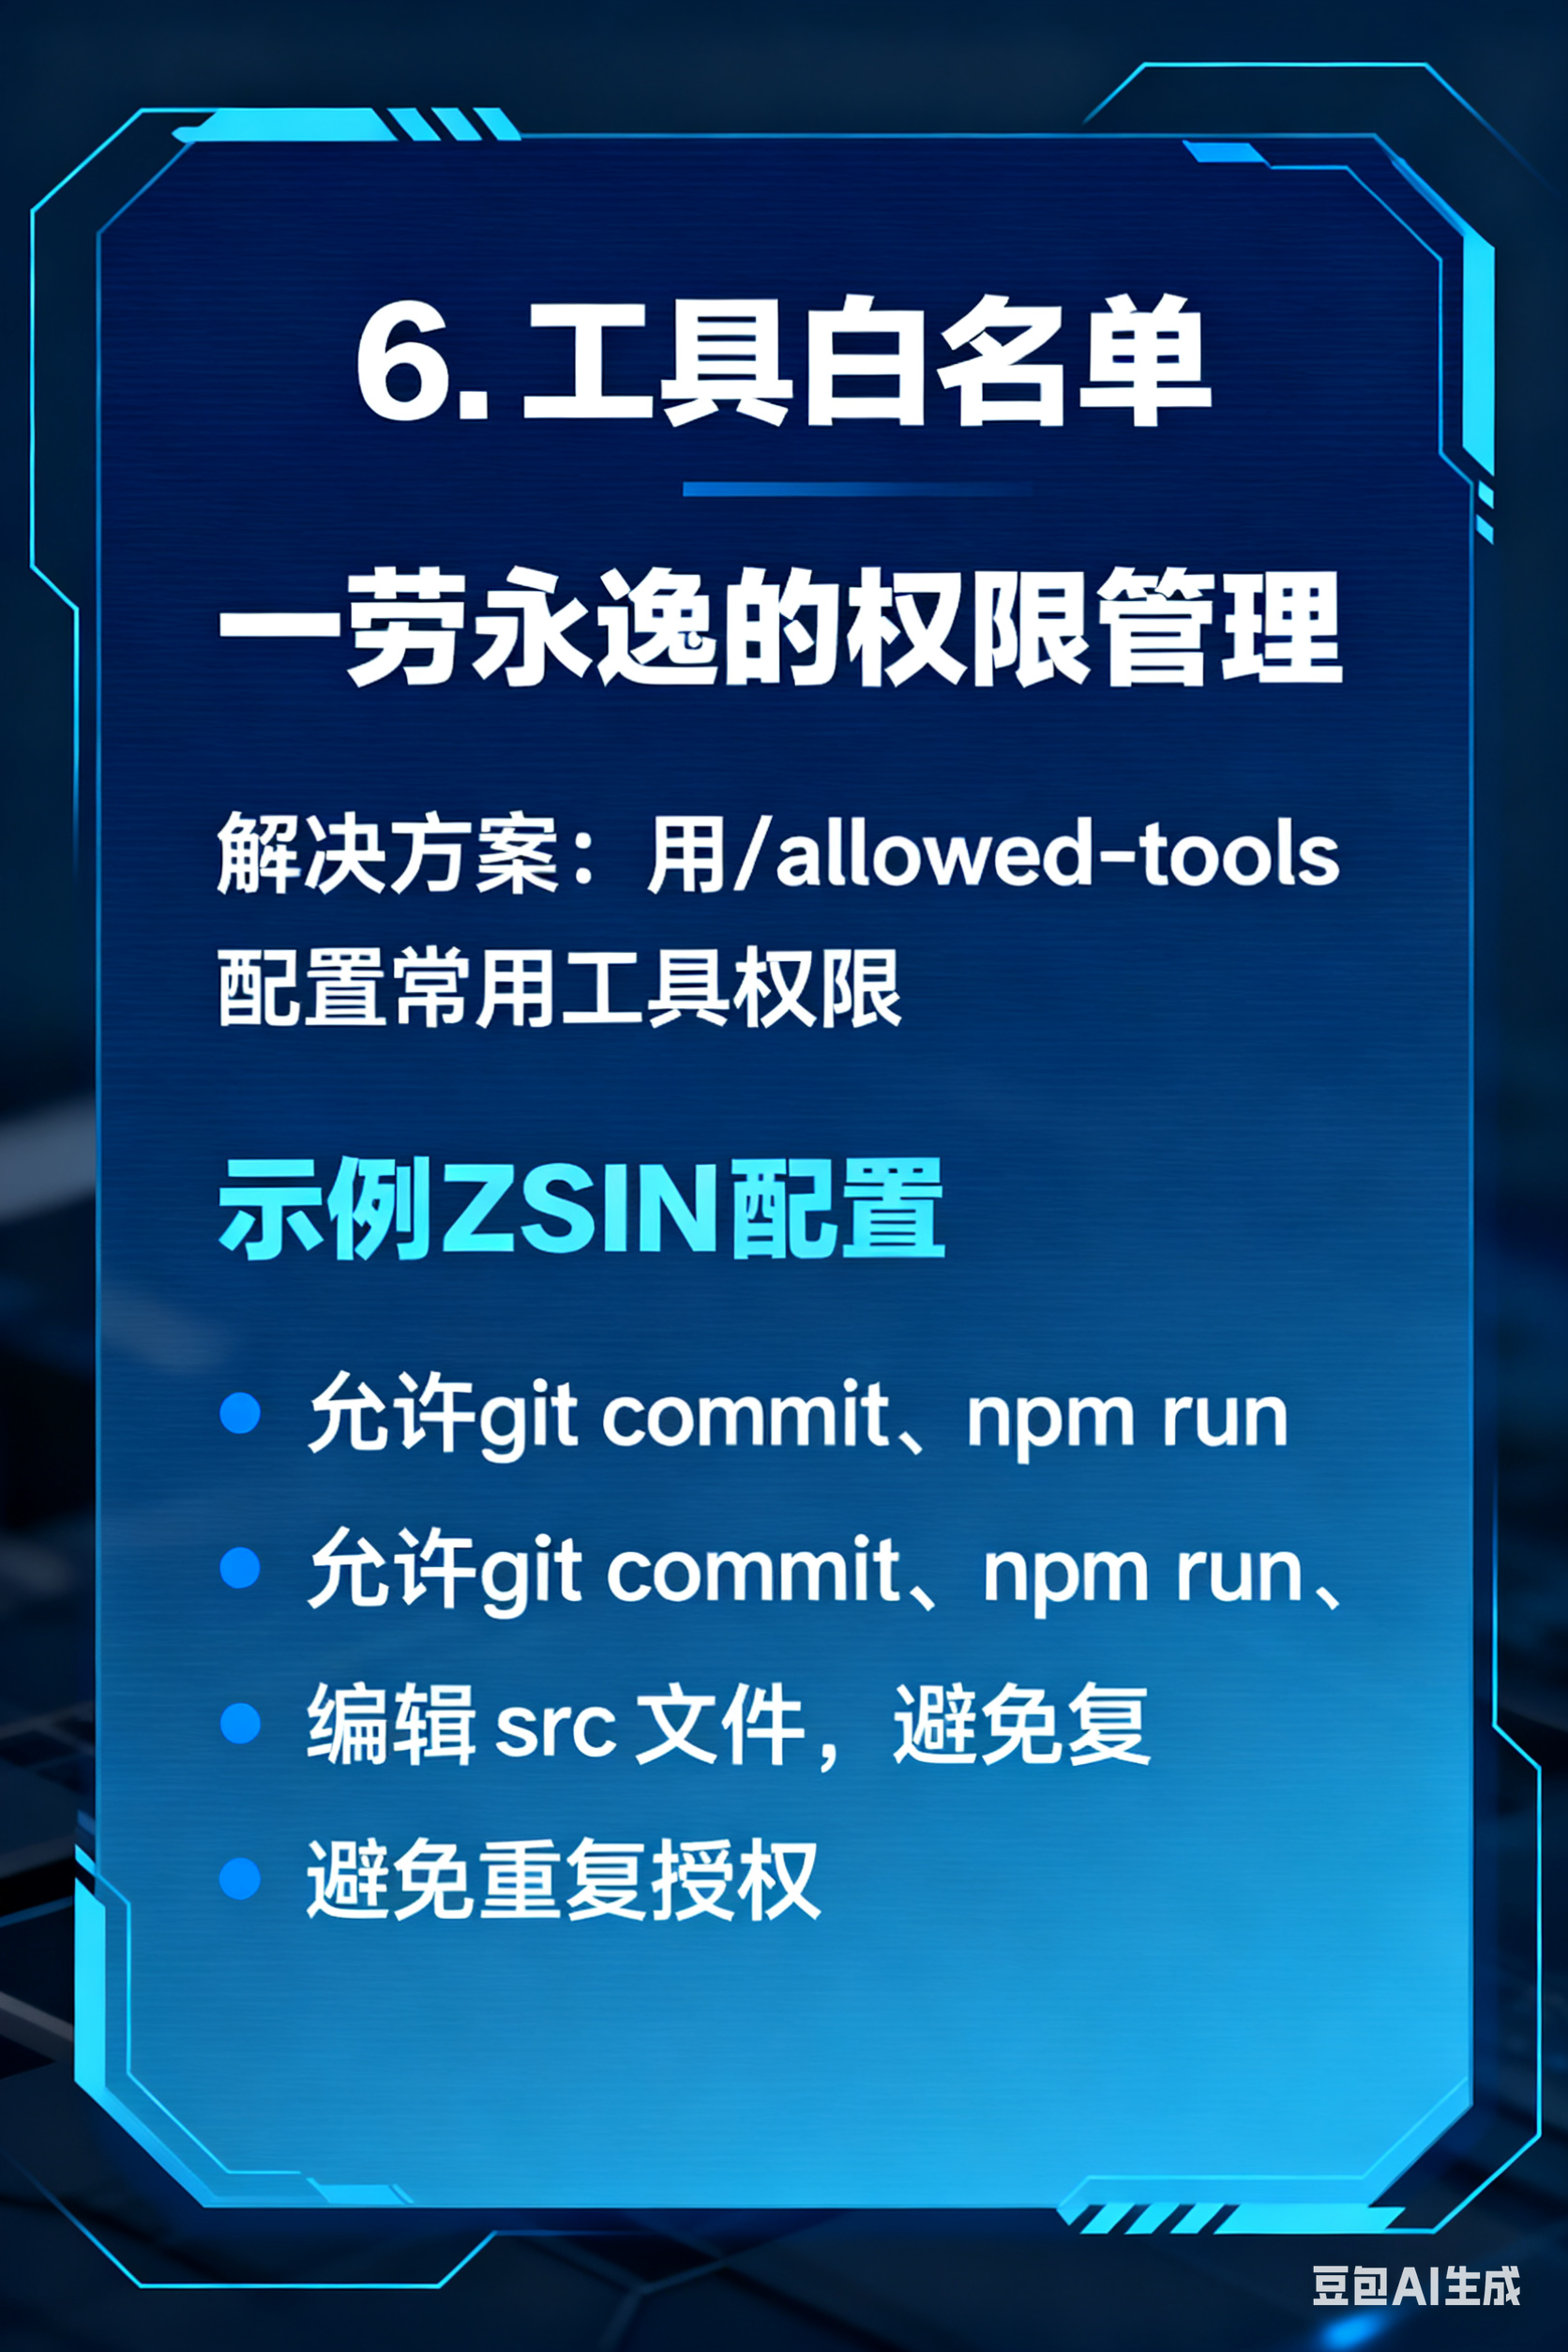 6. 工具白名单
一劳永逸的权限管理
解决方案：用/allowed-tools
配置常用工具权限
示例ZSIN配置
允许git commit、npm run
允许git commit、npm run、
编辑 src 文件，避免复
避免重复授权
豆包AI生成